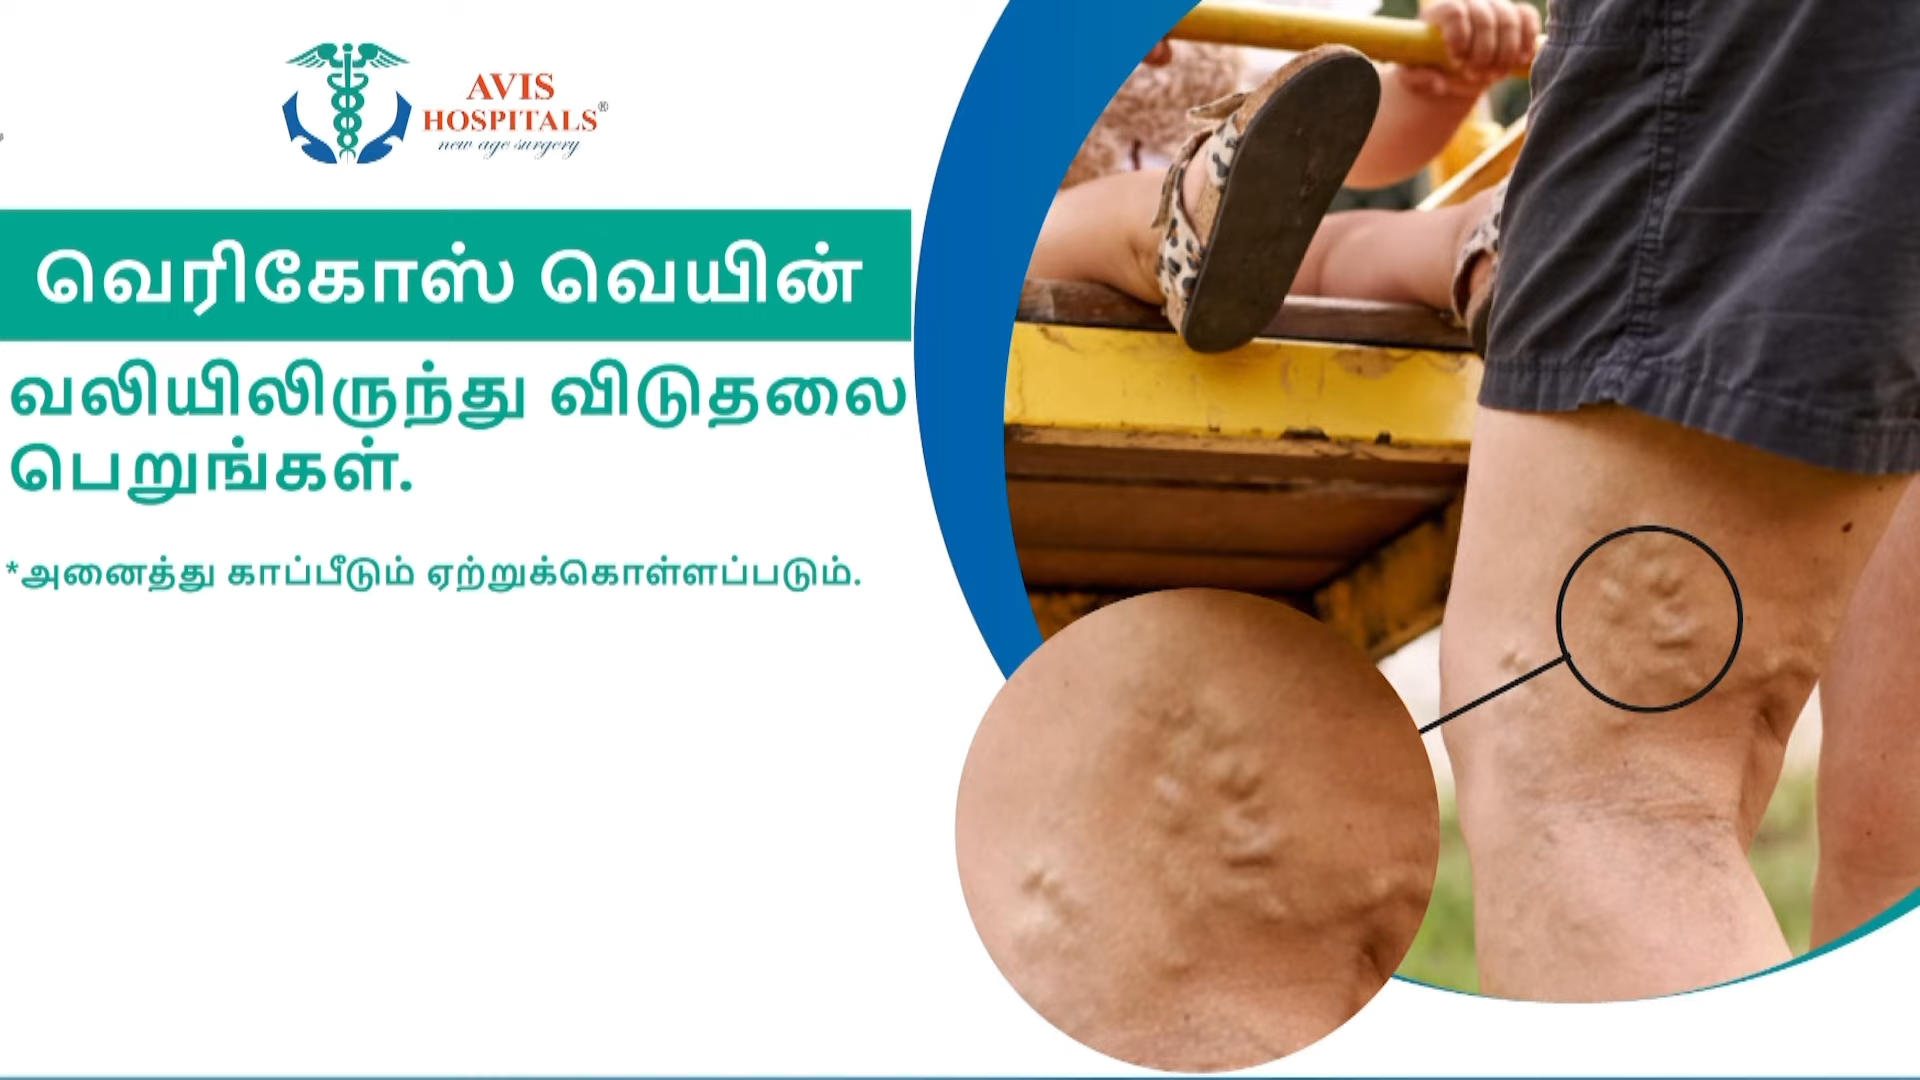 AVIS
HOSPITALS®
new age surgery
வெரிகோஸ் வெயின்
வலியிலிருந்து விடுதலை
பெறுங்கள்.
*அனைத்து காப்பீடும் ஏற்றுக்கொள்ளப்படும்.